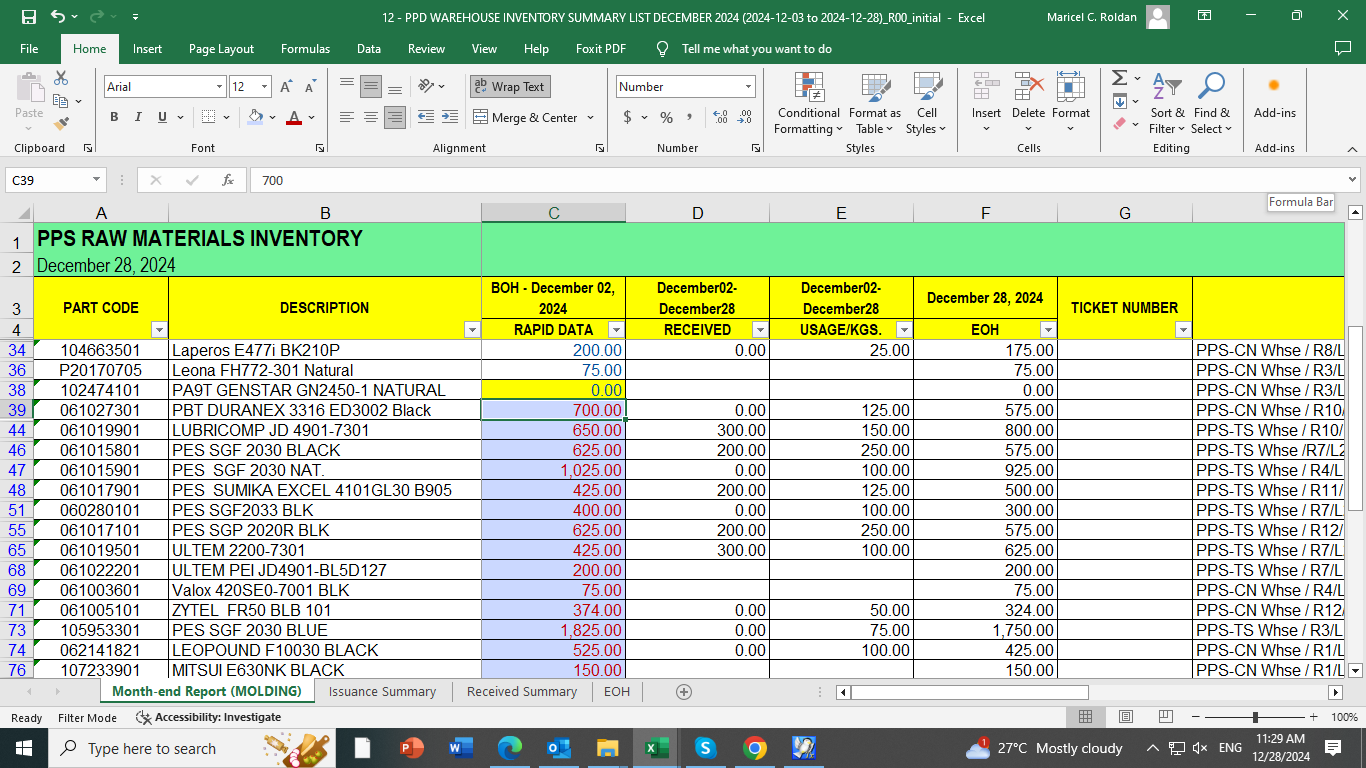 12 - PPD WAREHOUSE INVENTORY SUMMARY LIST DECEMBER 2024 (2024-12-03 to 2024-12-28)_R00_initial - Excel
Maricel C. Roldan
File Home Insert Page Layout Formulas Data Review View Help Foxit PDF Tell me what you want to do
Paste
Clipboard
Arial 12
B I U
Font
Wrap Text
Merge & Center
Alignment
Number
$ %
Number
Conditional Formatting
Format as Table
Cell Styles
Styles
Insert Delete Format
Cells
Sort & Filter
Find & Select
Editing
Add-ins
Add-ins
C39 fx 700
Formula Bar
A B C D E F G
1 PPS RAW MATERIALS INVENTORY
2 December 28, 2024
3 PART CODE DESCRIPTION BOH - December 02, 2024 December02-December28 December02-December28 December 28, 2024 TICKET NUMBER
4 RAPID DATA RECEIVED USAGE/KGS. EOH
34 104663501 Laperos E477i BK210P 200.00 0.00 25.00 175.00 PPS-CN Whse / R8/L
36 P20170705 Leona FH772-301 Natural 75.00 75.00 PPS-CN Whse / R3/L
38 102474101 PA9T GENSTAR GN2450-1 NATURAL 0.00 0.00 PPS-CN Whse / R3/L
39 061027301 PBT DURANEX 3316 ED3002 Black 700.00 0.00 125.00 575.00 PPS-CN Whse / R10/
44 061019901 LUBRICOMP JD 4901-7301 650.00 300.00 150.00 800.00 PPS-TS Whse / R10/
46 061015801 PES SGF 2030 BLACK 625.00 200.00 250.00 575.00 PPS-TS Whse /R7/L2
47 061015901 PES SGF 2030 NAT. 1,025.00 0.00 100.00 925.00 PPS-TS Whse / R4/L
48 061017901 PES SUMIKA EXCEL 4101GL30 B905 425.00 200.00 125.00 500.00 PPS-TS Whse / R11/
51 060280101 PES SGF2033 BLK 400.00 0.00 100.00 300.00 PPS-TS Whse / R7/L
55 061017101 PES SGP 2020R BLK 625.00 200.00 250.00 575.00 PPS-TS Whse / R12/
65 061019501 ULTEM 2200-7301 425.00 300.00 100.00 625.00 PPS-TS Whse / R7/L
68 061022201 ULTEM PEI JD4901-BL5D127 200.00 200.00 PPS-TS Whse / R7/L
69 061003601 Valox 420SE0-7001 BLK 75.00 75.00 PPS-CN Whse / R4/L
71 061005101 ZYTEL FR50 BLB 101 374.00 0.00 50.00 324.00 PPS-CN Whse / R12/
73 105953301 PES SGF 2030 BLUE 1,825.00 0.00 75.00 1,750.00 PPS-TS Whse / R3/L
74 062141821 LEOPOUND F10030 BLACK 525.00 0.00 100.00 425.00 PPS-CN Whse / R1/L
76 107233901 MITSUI E630NK BLACK 150.00 150.00 PPS-CN Whse / R1/L
Month-end Report (MOLDING) Issuance Summary Received Summary EOH
Ready Filter Mode Accessibility: Investigate 100%
Type here to search
27°C Mostly cloudy
ENG
11:29 AM
12/28/2024